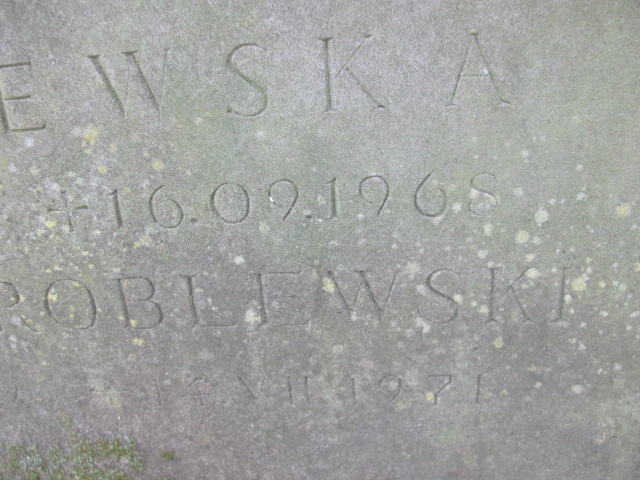 EWSKA
+16.09.1968
ROBLEWSKI
+14 VII 1971